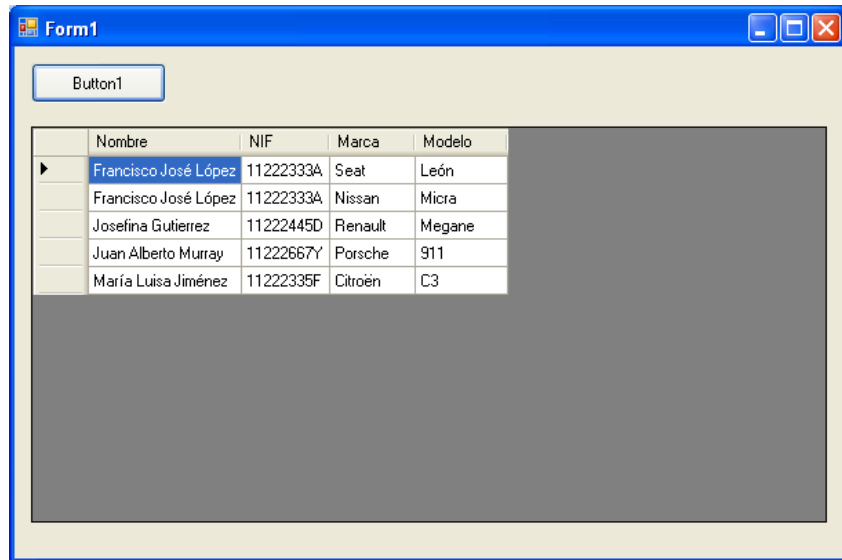 Form1
Button1
Nombre NIF Marca Modelo
Francisco José López 11222333A Seat León
Francisco José López 11222333A Nissan Micra
Josefina Gutierrez 11222445D Renault Megane
Juan Alberto Murray 11222667Y Porsche 911
María Luisa Jiménez 11222335F Citroën C3